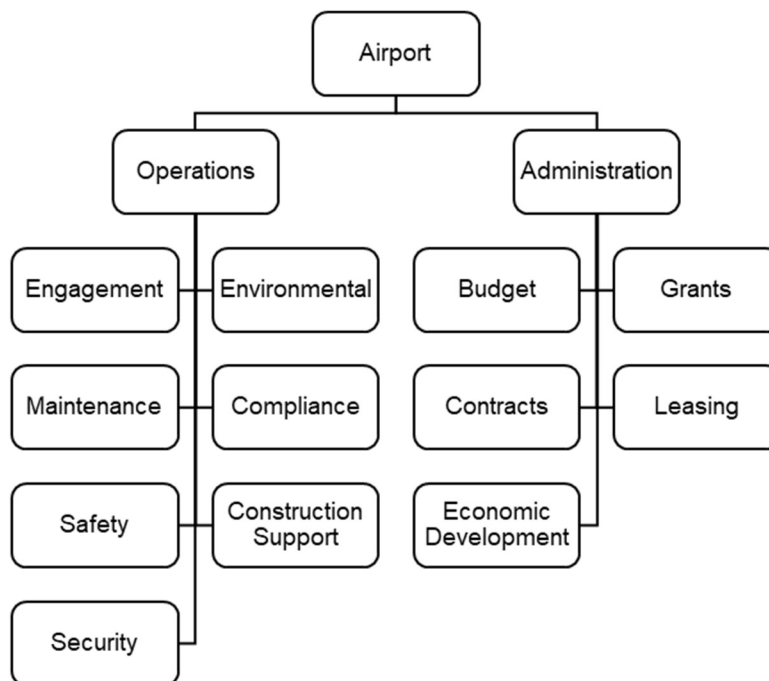 Airport
Operations
Administration
Engagement
Environmental
Budget
Grants
Maintenance
Compliance
Contracts
Leasing
Safety
Construction
Support
Economic
Development
Security